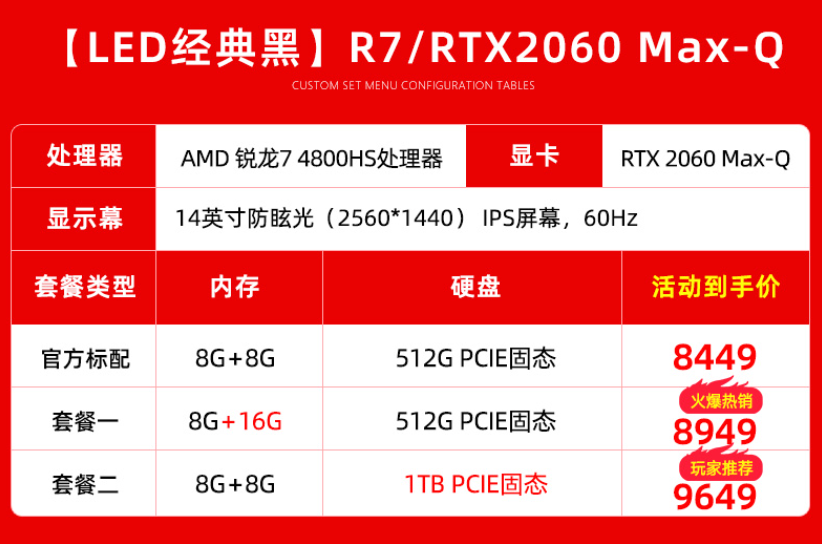 【LED经典黑】R7/RTX2060 Max-Q
CUSTOM SET MENU CONFIGURATION TABLES
处理器 AMD 锐龙7 4800HS处理器 显卡 RTX 2060 Max-Q
显示幕 14英寸防眩光（2560*1440） IPS屏幕，60Hz
套餐类型 内存 硬盘 活动到手价
官方标配 8G+8G 512G PCIE固态 8449
火爆热销
套餐一 8G+16G 512G PCIE固态 8949
玩家推荐
套餐二 8G+8G 1TB PCIE固态 9649